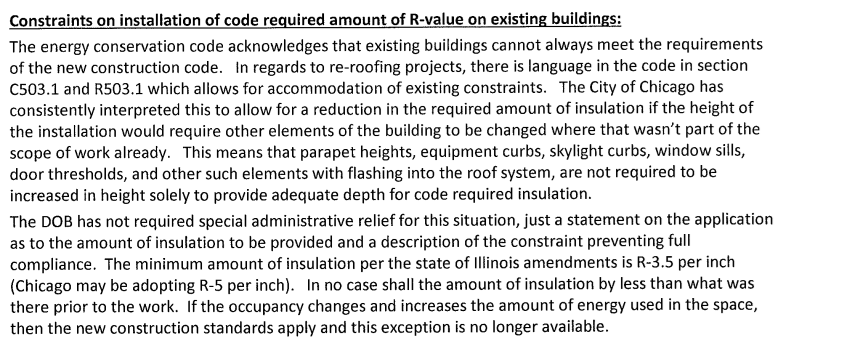 Constraints on installation of code required amount of R-value on existing buildings:
The energy conservation code acknowledges that existing buildings cannot always meet the requirements
of the new construction code.   In regards to re-roofing projects, there is language in the code in section
C503.1 and R503.1 which allows for accommodation of existing constraints.   The City of Chicago has
consistently interpreted this to allow for a reduction in the required amount of insulation if the height of
the installation would require other elements of the building to be changed where that wasn't part of the
scope of work already.   This means that parapet heights, equipment curbs, skylight curbs, window sills,
door thresholds, and other such elements with flashing into the roof system, are not required to be
increased in height solely to provide adequate depth for code required insulation.
The DOB has not required special administrative relief for this situation, just a statement on the application
as to the amount of insulation to be provided and a description of the constraint preventing full
compliance.  The minimum amount of insulation per the state of Illinois amendments is R-3.5 per inch
(Chicago may be adopting R-5 per inch).   In no case shall the amount of insulation by less than what was
there prior to the work.  If the occupancy changes and increases the amount of energy used in the space,
then the new construction standards apply and this exception is no longer available.